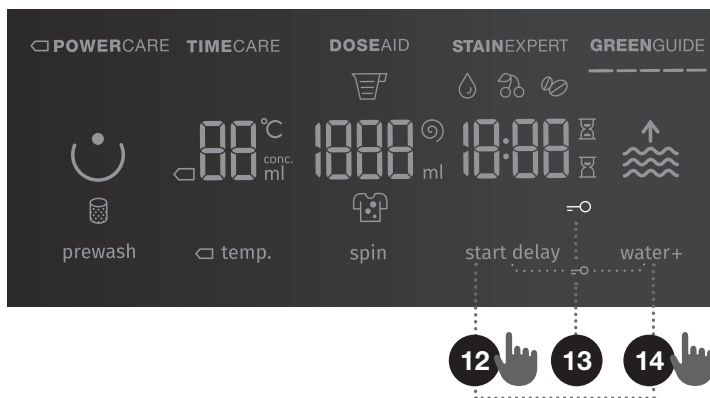 POWERCARE TIMECARE DOSEAID STAINEXPERT GREENGUIDE
88 °C conc. ml 1888 ml 18:88
prewash temp. spin start delay water+
12 13 14